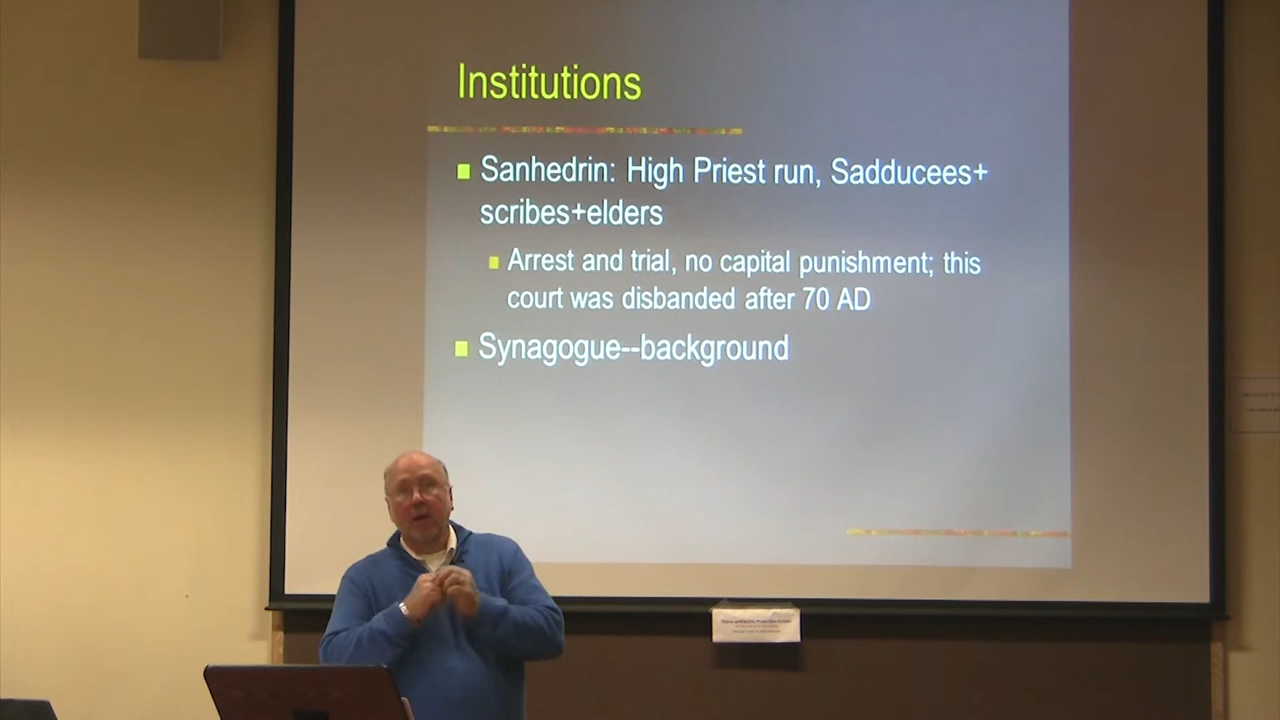 Institutions
Sanhedrin: High Priest run, Sadducees+
scribes+elders
Arrest and trial, no capital punishment; this
court was disbanded after 70 AD
Synagogue--background